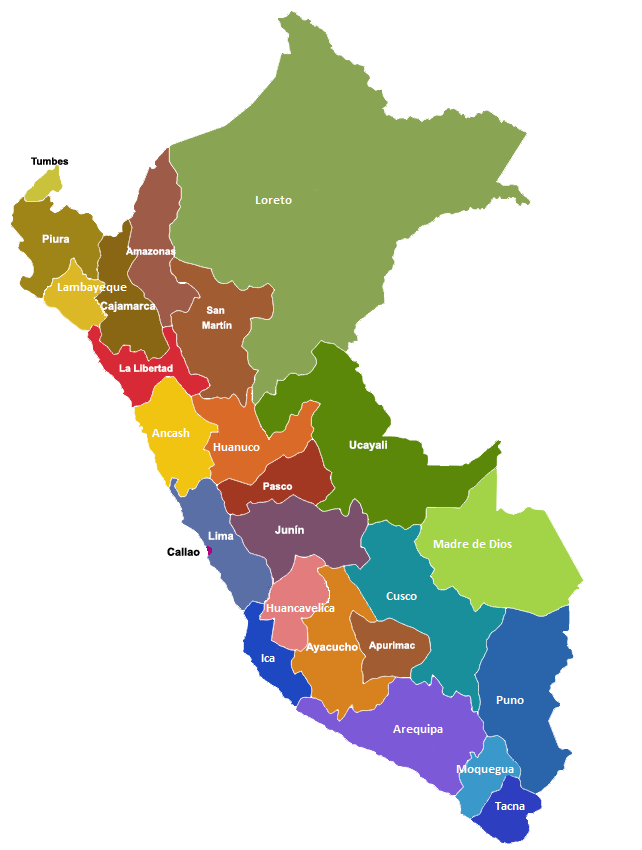 Tumbes
Loreto
Piura
Amazonas
Lambayeque
Cajamarca
San
Martín
La Libertad
Ancash
Huanuco
Ucayali
Pasco
Lima
Junín
Madre de Dios
Callao
Cusco
Huancavelica
Ayacucho
Apurimac
Ica
Puno
Arequipa
Moquegua
Tacna